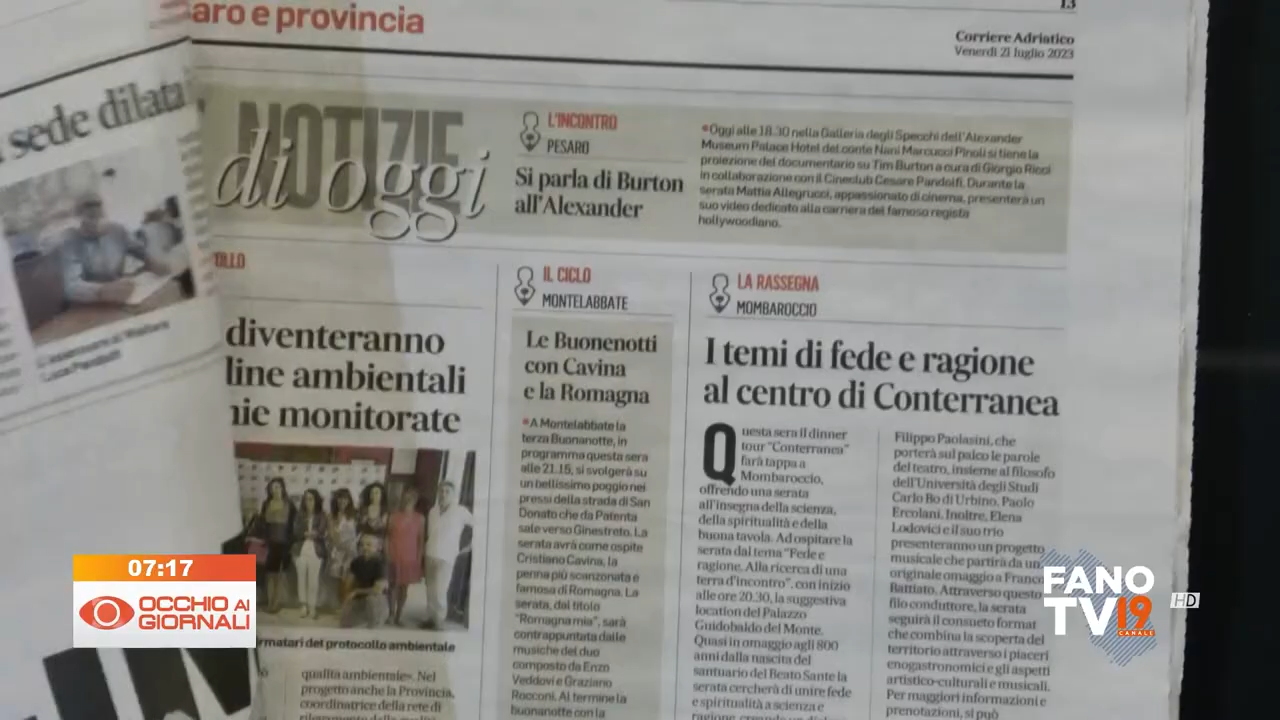 aro e provincia
13
Corriere Adriatico
Venerdì 21 luglio 2023
sede dilata
NOTIZIE
di oggi
L'INCONTRO
PESARO
Si parla di Burton
all'Alexander
•Oggi alle 18.30 nella Galleria degli Specchi dell'Alexander
Museum Palace Hotel del conte Nani Marcucci Pinoli si tiene la
proiezione del documentario su Tim Burton a cura di Giorgio Ricci
in collaborazione con il Cineclub Cesare Pandolfi. Durante la
serata Mattia Allegrucci, appassionato di cinema, presenterà un
suo video dedicato alla carriera del famoso regista
hollywoodiano.
OLLO
diventeranno
line ambientali
nie monitorate
firmatari del protocollo ambientale
qualità ambientale». Nel
progetto anche la Provincia,
coordinatrice della rete di
IL CICLO
MONTELABBATE
Le Buonenotti
con Cavina
e la Romagna
•A Montelabbate la
terza Buonanotte, in
programma questa sera
alle 21.15, si svolgerà su
un bellissimo poggio nei
pressi della strada di San
Donato che da Patenta
sale verso Ginestreto. La
serata avrà come ospite
Cristiano Cavina, la
penna più scanzonata e
famosa di Romagna. La
serata, dal titolo
"Romagna mia", sarà
contrappuntata dalle
musiche del duo
composto da Enzo
Veddovi e Graziano
Rocconi. Al termine la
buonanotte con la
LA RASSEGNA
MOMBAROCCIO
I temi di fede e ragione
al centro di Conterranea
Questa sera il dinner
tour "Conterranea"
farà tappa a
Mombaroccio,
offrendo una serata
all'insegna della scienza,
della spiritualità e della
buona tavola. Ad ospitare la
serata dal tema "Fede e
ragione. Alla ricerca di una
terra d'incontro", con inizio
alle ore 20.30, la suggestiva
location del Palazzo
Guidobaldo del Monte.
Quasi in omaggio agli 800
anni dalla nascita del
santuario del Beato Sante la
serata cercherà di unire fede
e spiritualità a scienza e
Filippo Paolasini, che
porterà sul palco le parole
del teatro, insieme al filosofo
dell'Università degli Studi
Carlo Bo di Urbino, Paolo
Ercolani. Inoltre, Elena
Lodovici e il suo trio
presenteranno un progetto
musicale che partirà da un
originale omaggio a Franco
Battiato. Attraverso questo
filo conduttore, la serata
seguirà il consueto format
che combina la scoperta del
territorio attraverso i piaceri
enogastronomici e gli aspetti
artistico-culturali e musicali.
Per maggiori informazioni e
prenotazioni, si può
07:17
OCCHIO AI
GIORNALI
FANO
TV 19
CANALE
HD